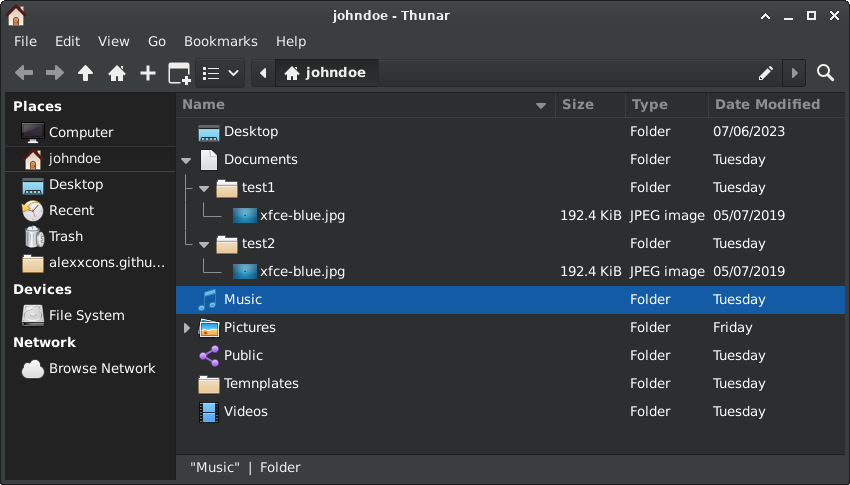 johndoe - Thunar
File Edit View Go Bookmarks Help
johndoe
Places
Computer
johndoe
Desktop
Recent
Trash
alexxcons.githu...
Devices
File System
Network
Browse Network
Name Size Type Date Modified
Desktop Folder 07/06/2023
Documents Folder Tuesday
test1 Folder Tuesday
xfce-blue.jpg 192.4 KiB JPEG image 05/07/2019
test2 Folder Tuesday
xfce-blue.jpg 192.4 KiB JPEG image 05/07/2019
Music Folder Tuesday
Pictures Folder Friday
Public Folder Tuesday
Temnplates Folder Tuesday
Videos Folder Tuesday
"Music" | Folder